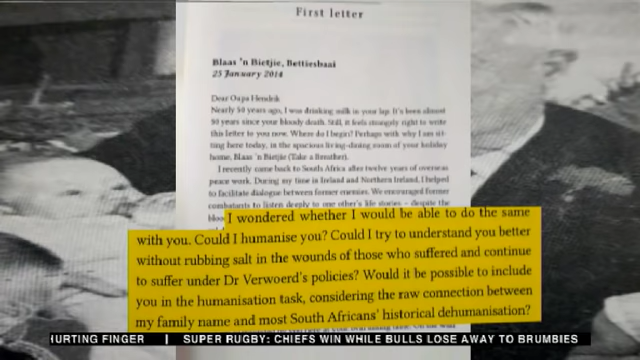 First letter
Blaas 'n Bietjie, Bettiesbaai
25 January 2014
Dear Oupa Hendrik
Nearly 50 years ago, I was drinking milk in your lap. It's been almost
50 years since your bloody death. Still, it feels strangely right to write
this letter to you now. Where do I begin? Perhaps with why I am sit-
ting here today, in the spacious living-dining room of your holiday
home, Blaas 'n Bietjie (Take a Breather).
I recently came back to South Africa after twelve years of overseas
peace work. During my time in Ireland and Northern Ireland, I helped
to facilitate dialogue between former enemies. We encouraged former
combatants to listen deeply to one other's life stories – despite the
bloo
I wondered whether I would be able to do the same
with you. Could I humanise you? Could I try to understand you better
without rubbing salt in the wounds of those who suffered and continue
to suffer under Dr Verwoerd's policies? Would it be possible to include
you in the humanisation task, considering the raw connection between
my family name and most South Africans' historical dehumanisation?
HURTING FINGER | SUPER RUGBY: CHIEFS WIN WHILE BULLS LOSE AWAY TO BRUMBIES